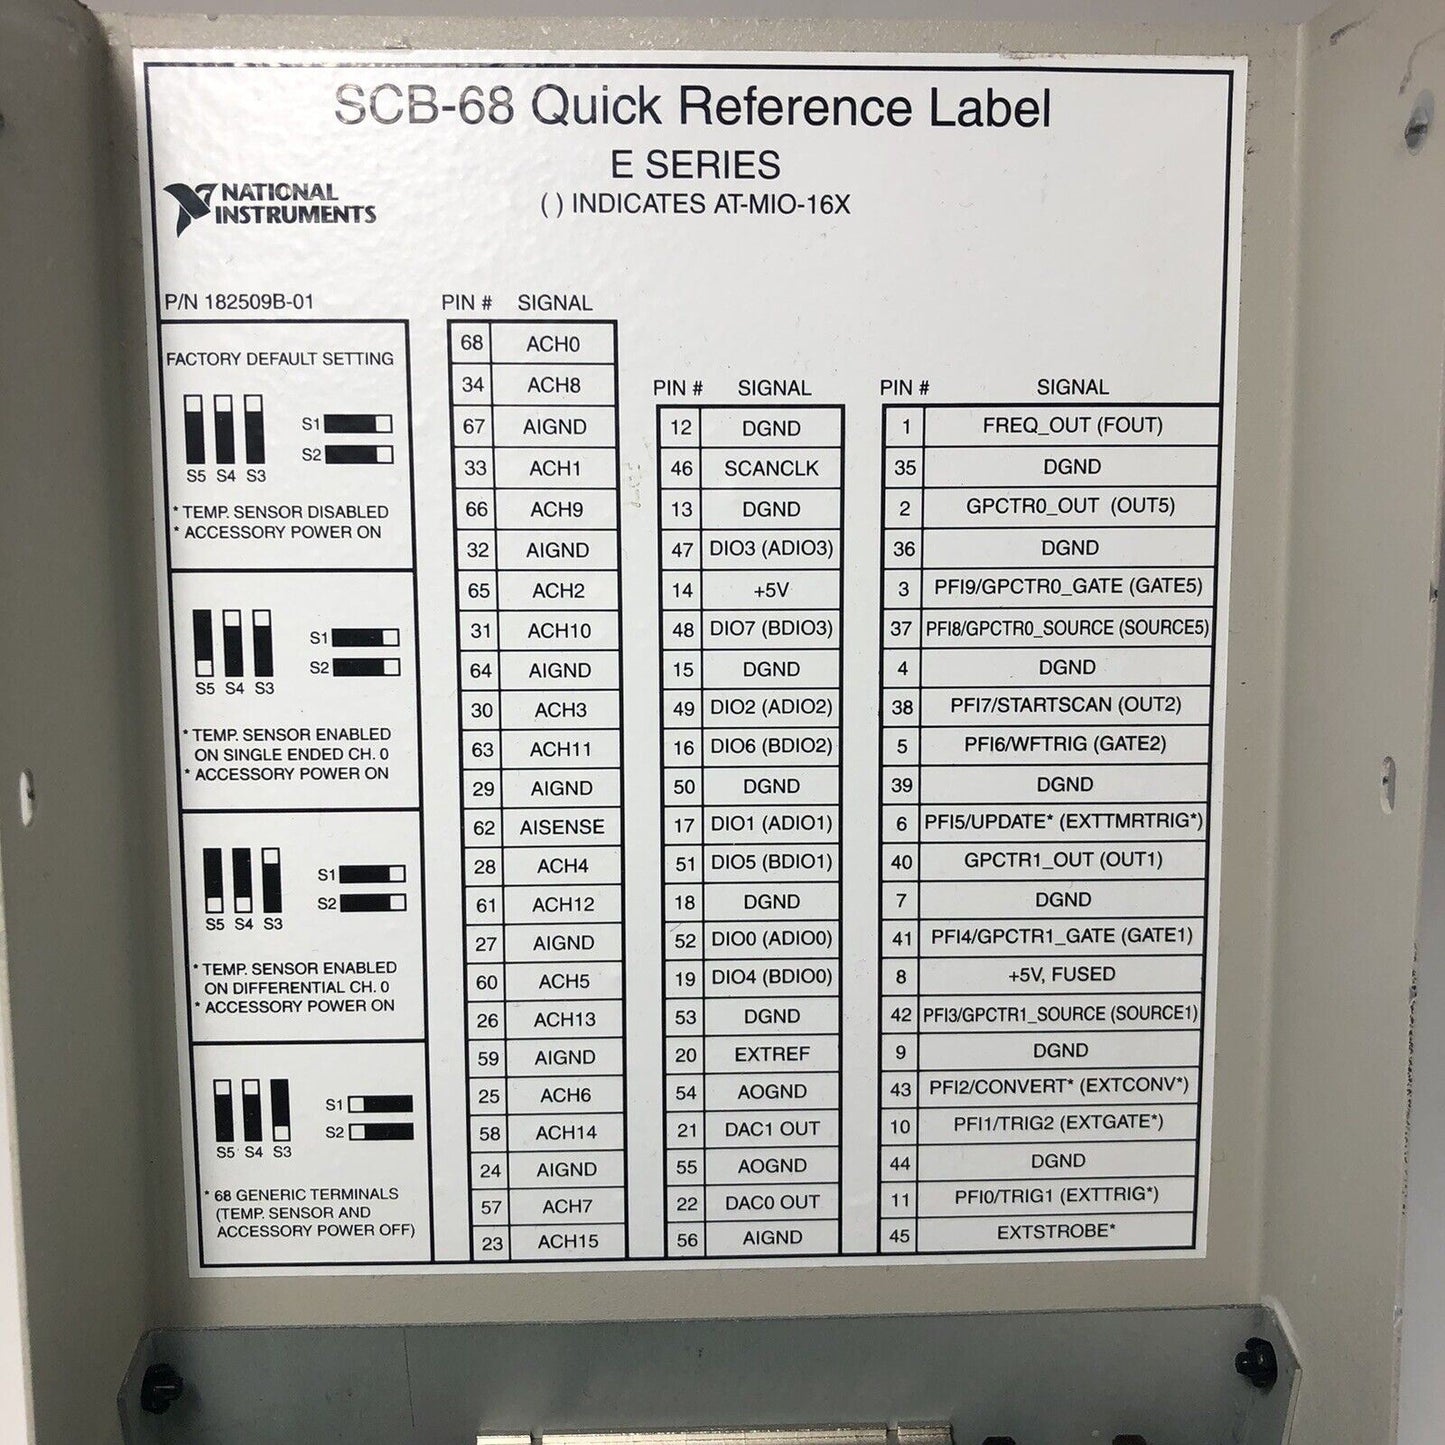 SCB-68 Quick Reference Label
E SERIES
( ) INDICATES AT-MIO-16X
NATIONAL
INSTRUMENTS
P/N 182509B-01
FACTORY DEFAULT SETTING
S1
S2
S5 S4 S3
* TEMP. SENSOR DISABLED
* ACCESSORY POWER ON
S1
S2
S5 S4 S3
* TEMP. SENSOR ENABLED
ON SINGLE ENDED CH. 0
* ACCESSORY POWER ON
S1
S2
S5 S4 S3
* TEMP. SENSOR ENABLED
ON DIFFERENTIAL CH. 0
* ACCESSORY POWER ON
S1
S2
S5 S4 S3
* 68 GENERIC TERMINALS
(TEMP. SENSOR AND
ACCESSORY POWER OFF)
PIN # SIGNAL
68 ACH0
34 ACH8
67 AIGND
33 ACH1
66 ACH9
32 AIGND
65 ACH2
31 ACH10
64 AIGND
30 ACH3
63 ACH11
29 AIGND
62 AISENSE
28 ACH4
61 ACH12
27 AIGND
60 ACH5
26 ACH13
59 AIGND
25 ACH6
58 ACH14
24 AIGND
57 ACH7
23 ACH15
PIN # SIGNAL
12 DGND
46 SCANCLK
13 DGND
47 DIO3 (ADIO3)
14 +5V
48 DIO7 (BDIO3)
15 DGND
49 DIO2 (ADIO2)
16 DIO6 (BDIO2)
50 DGND
17 DIO1 (ADIO1)
51 DIO5 (BDIO1)
18 DGND
52 DIO0 (ADIO0)
19 DIO4 (BDIO0)
53 DGND
20 EXTREF
54 AOGND
21 DAC1 OUT
55 AOGND
22 DAC0 OUT
56 AIGND
PIN # SIGNAL
1 FREQ_OUT (FOUT)
35 DGND
2 GPCTR0_OUT (OUT5)
36 DGND
3 PFI9/GPCTR0_GATE (GATE5)
37 PFI8/GPCTR0_SOURCE (SOURCE5)
4 DGND
38 PFI7/STARTSCAN (OUT2)
5 PFI6/WFTRIG (GATE2)
39 DGND
6 PFI5/UPDATE* (EXTTMRTRIG*)
40 GPCTR1_OUT (OUT1)
7 DGND
41 PFI4/GPCTR1_GATE (GATE1)
8 +5V, FUSED
42 PFI3/GPCTR1_SOURCE (SOURCE1)
9 DGND
43 PFI2/CONVERT* (EXTCONV*)
10 PFI1/TRIG2 (EXTGATE*)
44 DGND
11 PFI0/TRIG1 (EXTTRIG*)
45 EXTSTROBE*